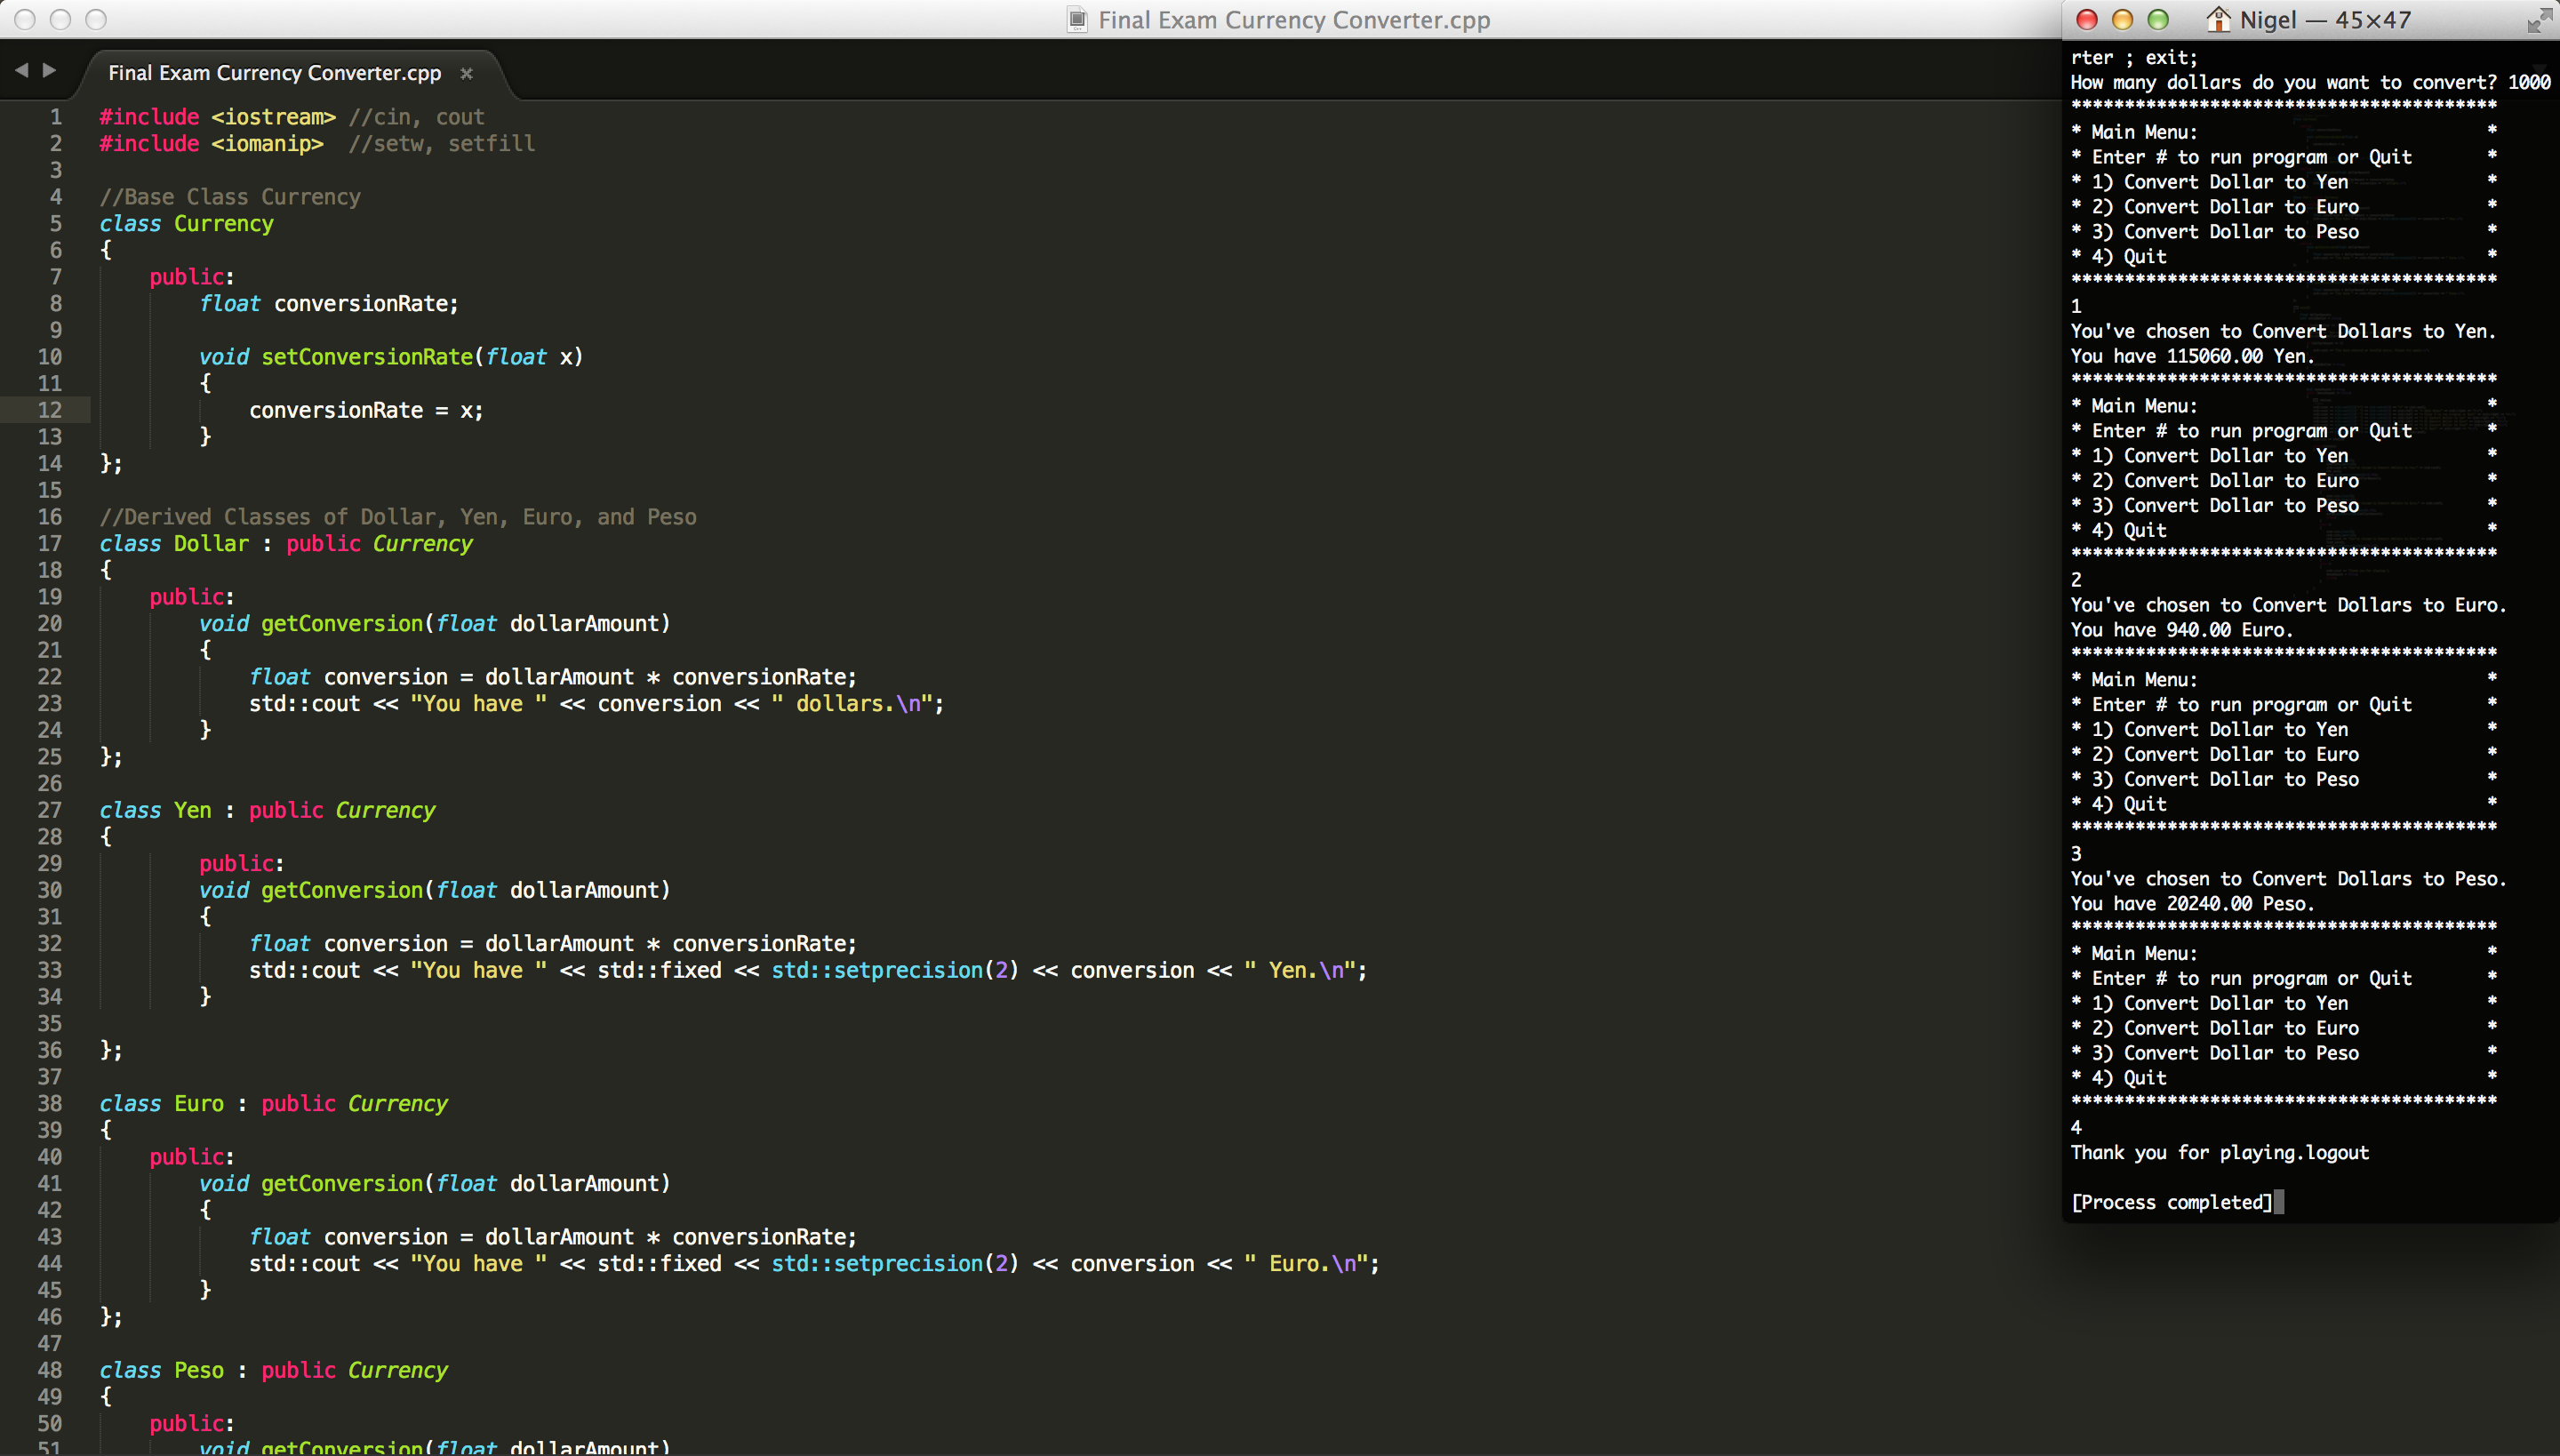 Final Exam Currency Converter.cpp
Final Exam Currency Converter.cpp ×
1 #include <iostream> //cin, cout
2 #include <iomanip>  //setw, setfill
3
4 //Base Class Currency
5 class Currency
6 {
7     public:
8         float conversionRate;
9
10         void setConversionRate(float x)
11         {
12             conversionRate = x;
13         }
14 };
15
16 //Derived Classes of Dollar, Yen, Euro, and Peso
17 class Dollar : public Currency
18 {
19     public:
20         void getConversion(float dollarAmount)
21         {
22             float conversion = dollarAmount * conversionRate;
23             std::cout << "You have " << conversion << " dollars.\n";
24         }
25 };
26
27 class Yen : public Currency
28 {
29         public:
30         void getConversion(float dollarAmount)
31         {
32             float conversion = dollarAmount * conversionRate;
33             std::cout << "You have " << std::fixed << std::setprecision(2) << conversion << " Yen.\n";
34         }
35
36 };
37
38 class Euro : public Currency
39 {
40     public:
41         void getConversion(float dollarAmount)
42         {
43             float conversion = dollarAmount * conversionRate;
44             std::cout << "You have " << std::fixed << std::setprecision(2) << conversion << " Euro.\n";
45         }
46 };
47
48 class Peso : public Currency
49 {
50     public:
51         void getConversion(float dollarAmount)
Nigel — 45×47
rter ; exit;
How many dollars do you want to convert? 1000
****************************************
* Main Menu:                           *
* Enter # to run program or Quit       *
* 1) Convert Dollar to Yen             *
* 2) Convert Dollar to Euro            *
* 3) Convert Dollar to Peso            *
* 4) Quit                              *
****************************************
1
You've chosen to Convert Dollars to Yen.
You have 115060.00 Yen.
****************************************
* Main Menu:                           *
* Enter # to run program or Quit       *
* 1) Convert Dollar to Yen             *
* 2) Convert Dollar to Euro            *
* 3) Convert Dollar to Peso            *
* 4) Quit                              *
****************************************
2
You've chosen to Convert Dollars to Euro.
You have 940.00 Euro.
****************************************
* Main Menu:                           *
* Enter # to run program or Quit       *
* 1) Convert Dollar to Yen             *
* 2) Convert Dollar to Euro            *
* 3) Convert Dollar to Peso            *
* 4) Quit                              *
****************************************
3
You've chosen to Convert Dollars to Peso.
You have 20240.00 Peso.
****************************************
* Main Menu:                           *
* Enter # to run program or Quit       *
* 1) Convert Dollar to Yen             *
* 2) Convert Dollar to Euro            *
* 3) Convert Dollar to Peso            *
* 4) Quit                              *
****************************************
4
Thank you for playing.logout

[Process completed]